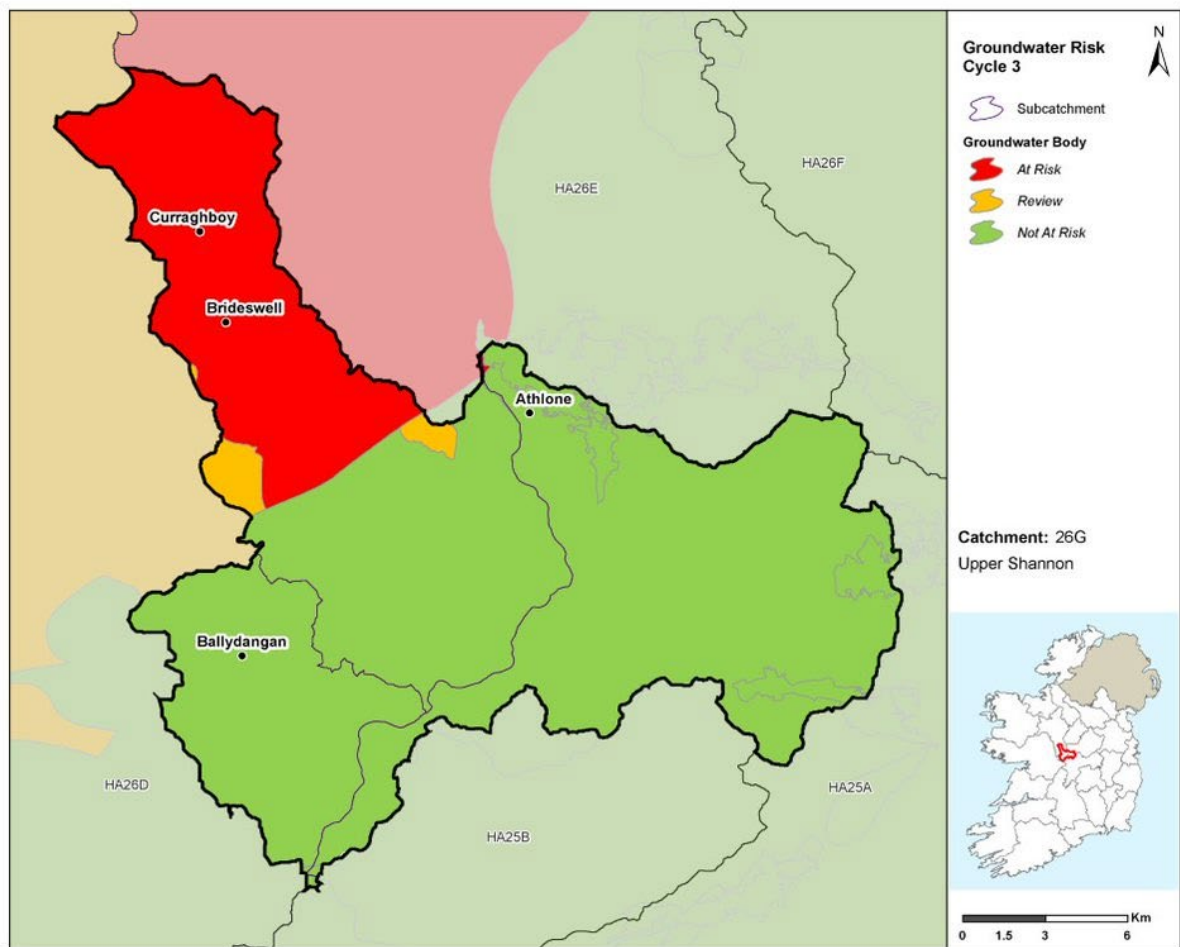 Groundwater Risk
Cycle 3
N
Subcatchment
Groundwater Body
At Risk
Review
Not At Risk
HA26F
HA26E
Curraghboy
Brideswell
Athlone
Catchment: 26G
Upper Shannon
Ballydangan
HA26D
HA25A
HA25B
Km
0 1.5 3 6